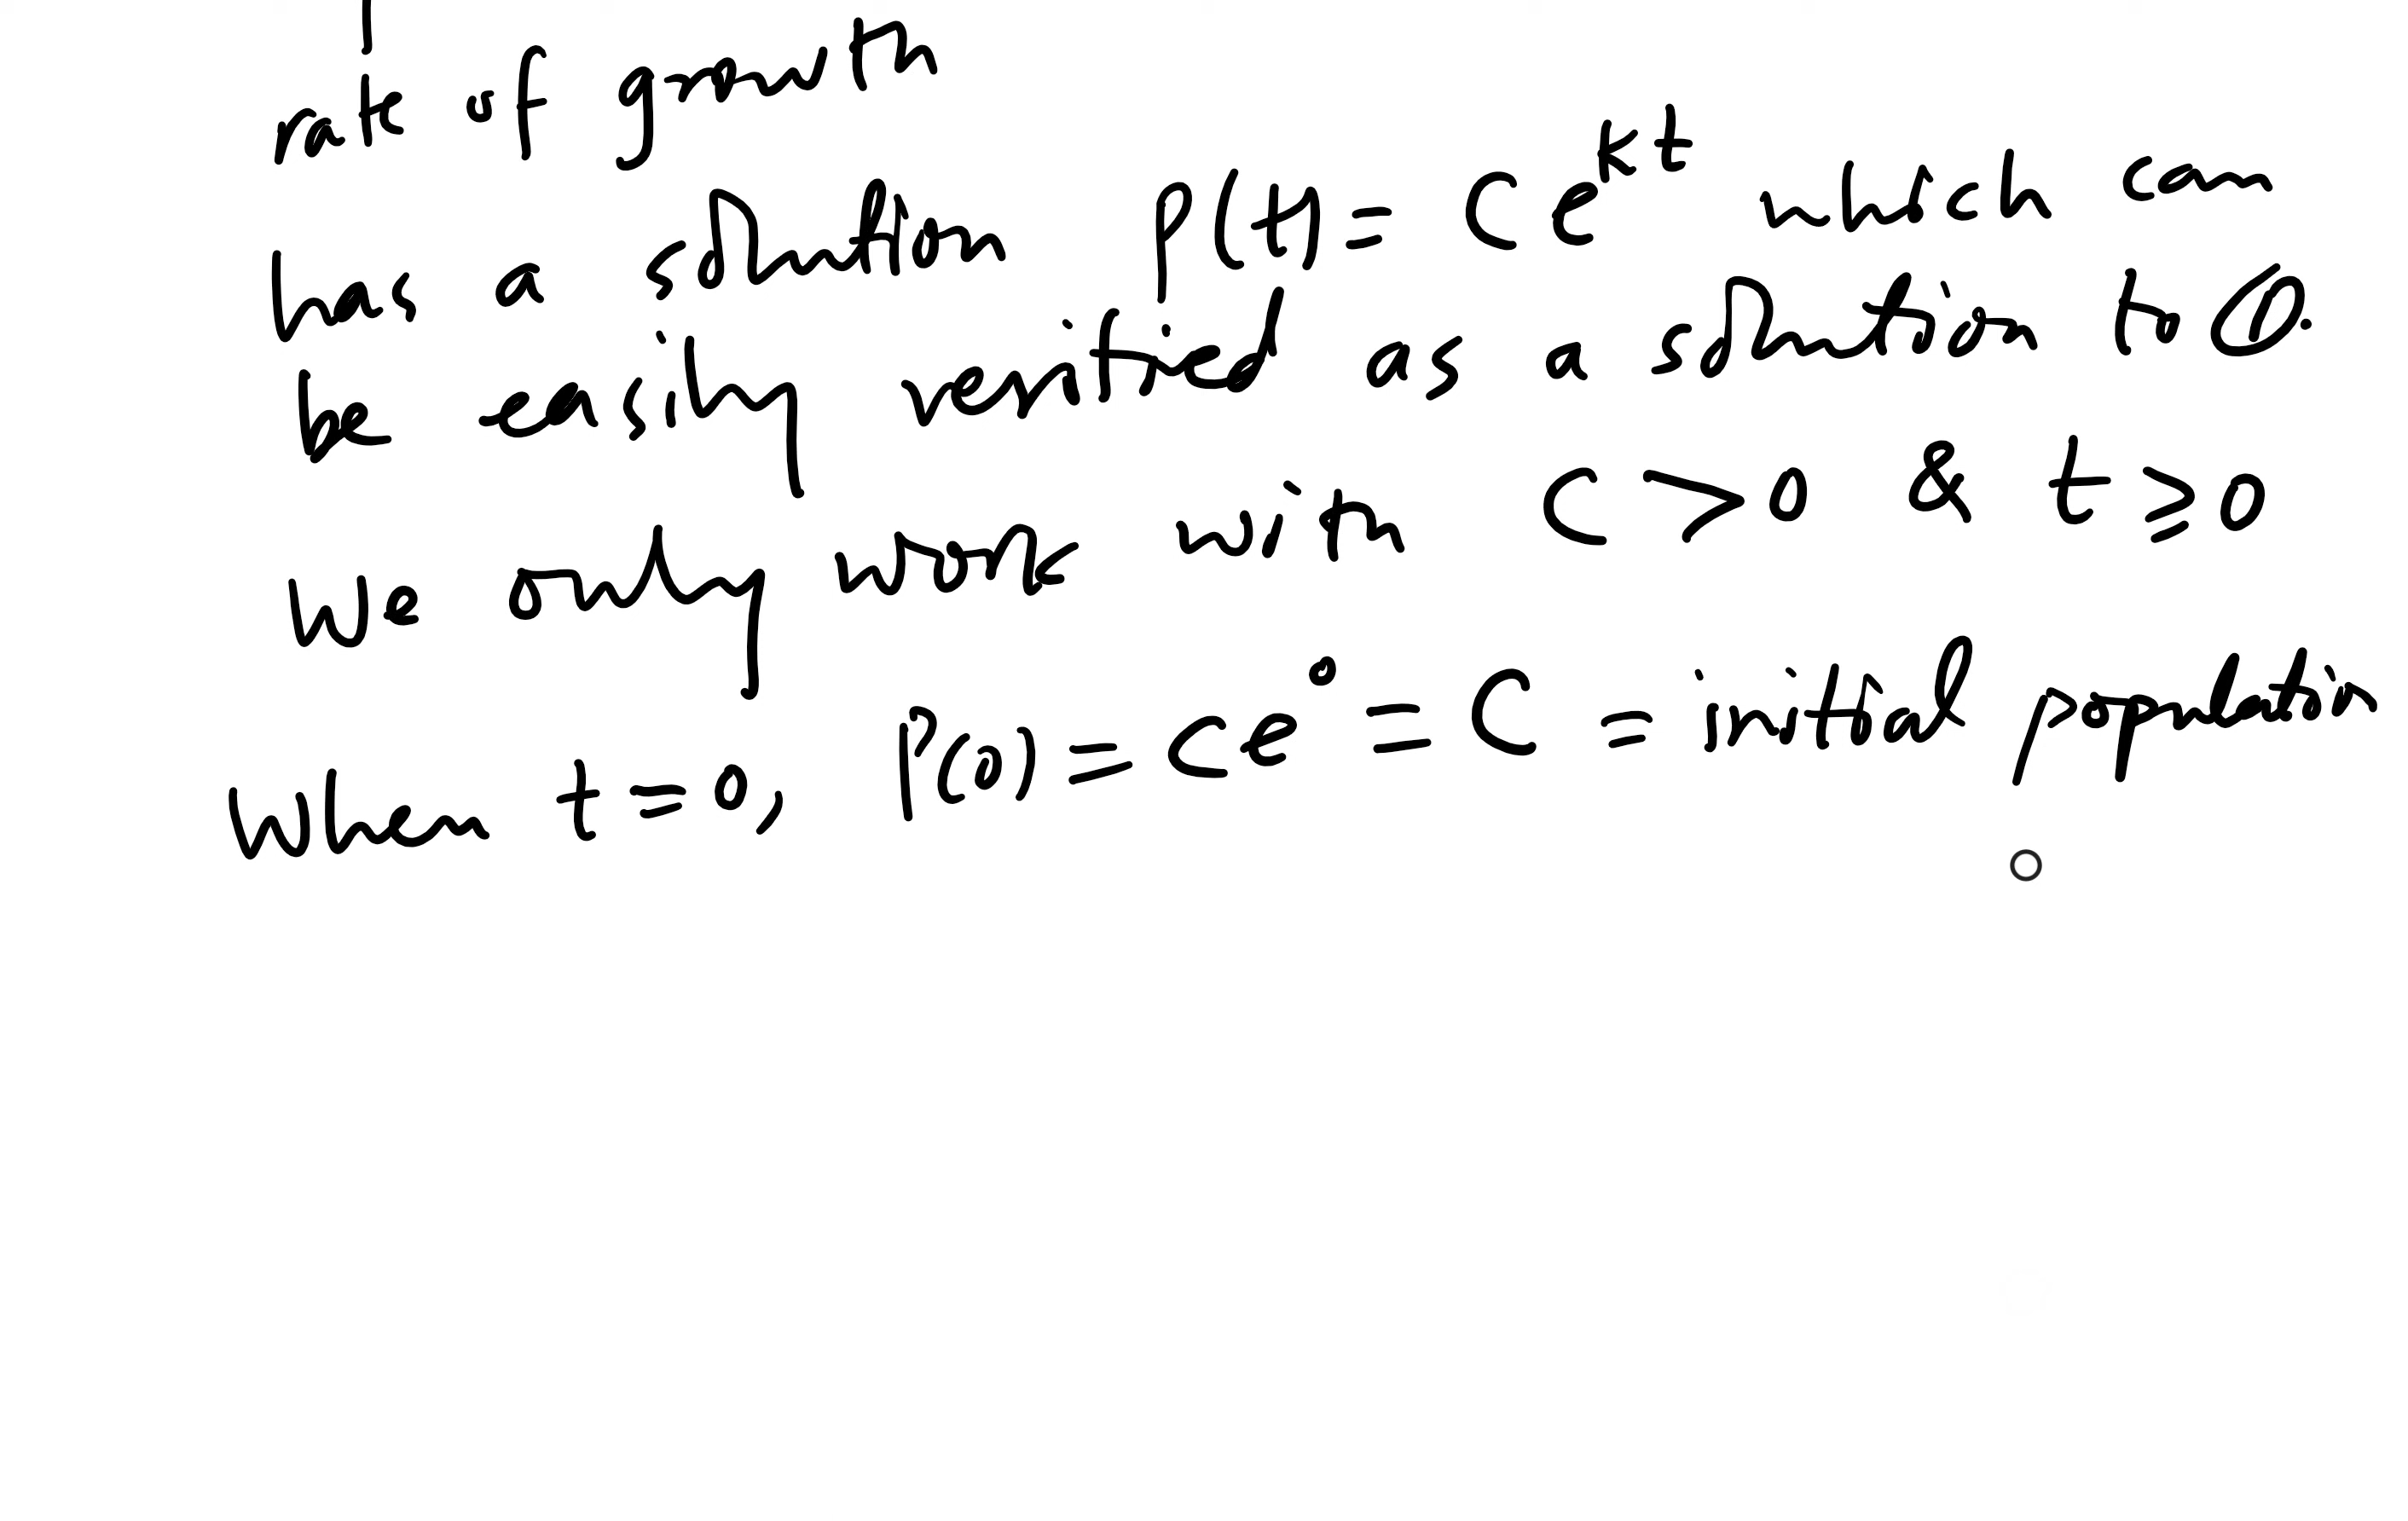 rate of growth
has a solution P(t) = Ce^{kt} which can
be easily verified as a solution to ①.
We only work with C > 0 & t ≥ 0
When t = 0, P(0) = Ce^0 = C = initial population